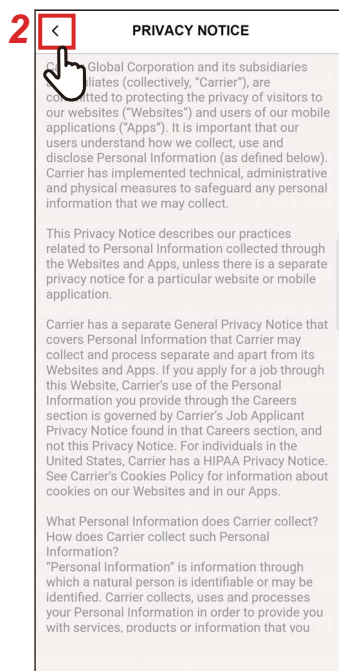 2
PRIVACY NOTICE
Global Corporation and its subsidiaries
(collectively, “Carrier”), are
to protecting the privacy of visitors to
our websites (“Websites”) and users of our mobile
applications (“Apps”). It is important that our
users understand how we collect, use and
disclose Personal Information (as defined below).
Carrier has implemented technical, administrative
and physical measures to safeguard any personal
information that we may collect.
This Privacy Notice describes our practices
related to Personal Information collected through
the Websites and Apps, unless there is a separate
privacy notice for a particular website or mobile
application.
Carrier has a separate General Privacy Notice that
covers Personal Information that Carrier may
collect and process separate and apart from its
Websites and Apps. If you apply for a job through
this Website, Carrier’s use of the Personal
Information you provide through the Careers
section is governed by Carrier’s Job Applicant
Privacy Notice found in that Careers section, and
not this Privacy Notice. For individuals in the
United States, Carrier has a HIPAA Privacy Notice.
See Carrier’s Cookies Policy for information about
cookies on our Websites and in our Apps.
What Personal Information does Carrier collect?
How does Carrier collect such Personal
Information?
“Personal Information” is information through
which a natural person is identifiable or may be
identified. Carrier collects, uses and processes
your Personal Information in order to provide you
with services, products or information that you